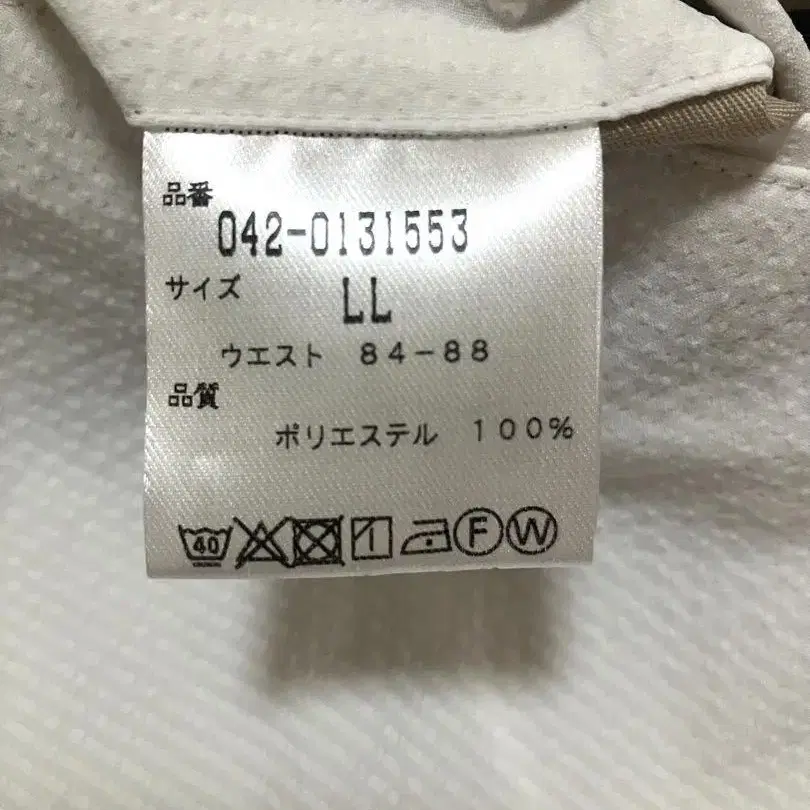 品番
042-0131553
サイズ
LL
ウエスト 84-88
品質
ポリエステル 100%
40 F W